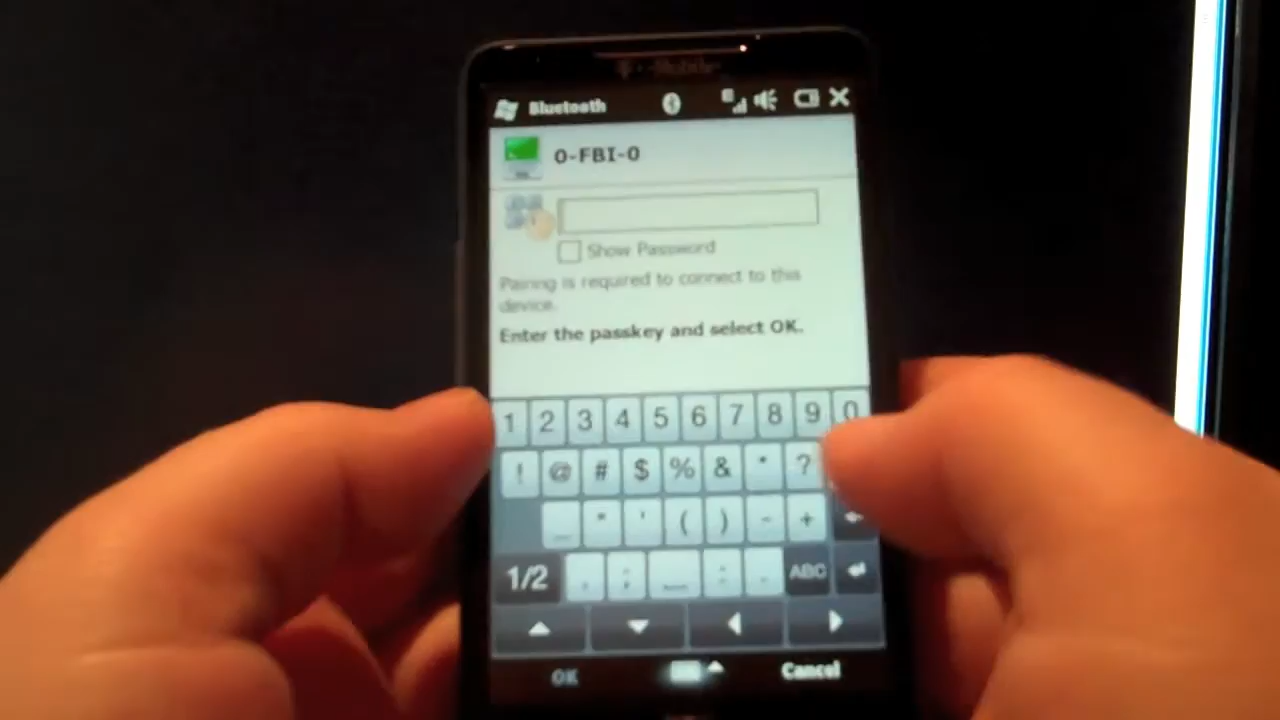 T-Mobile
Bluetooth
0-FBI-0
Show Password
Pairing is required to connect to this
device.
Enter the passkey and select OK.
1 2 3 4 5 6 7 8 9 0
! @ # $ % & * ?
_ " ' ( ) - +
1/2 , ; : . ABC
OK Cancel